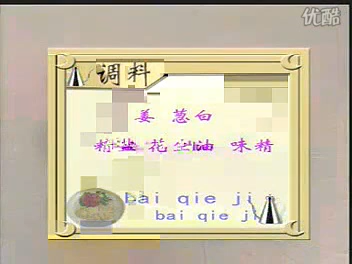 优酷
调料
姜 葱白
粉盐 花生油 味精
bai qie ji
bai qie ji